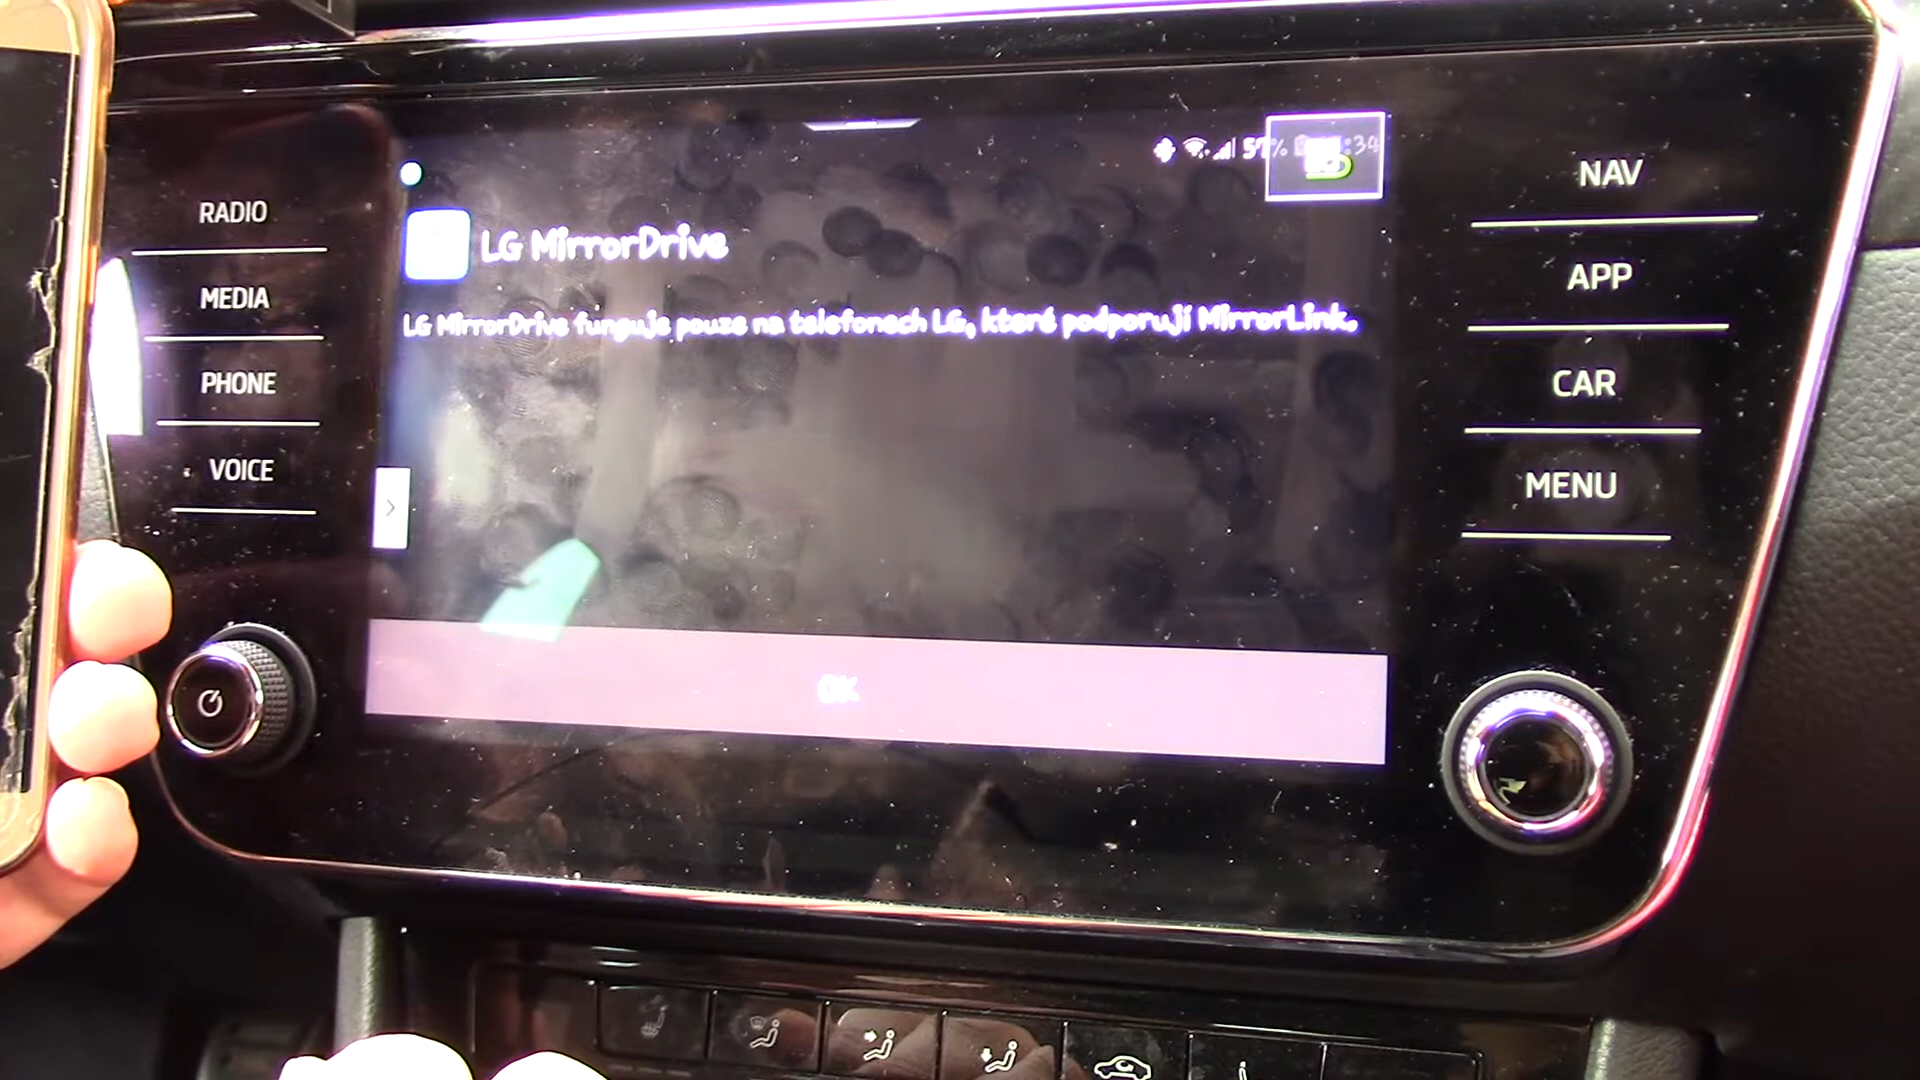 RADIO
MEDIA
PHONE
VOICE
57%
LG MirrorDrive
LG MirrorDrive funguje pouze na telefonech LG, které podporují MirrorLink.
OK
NAV
APP
CAR
MENU